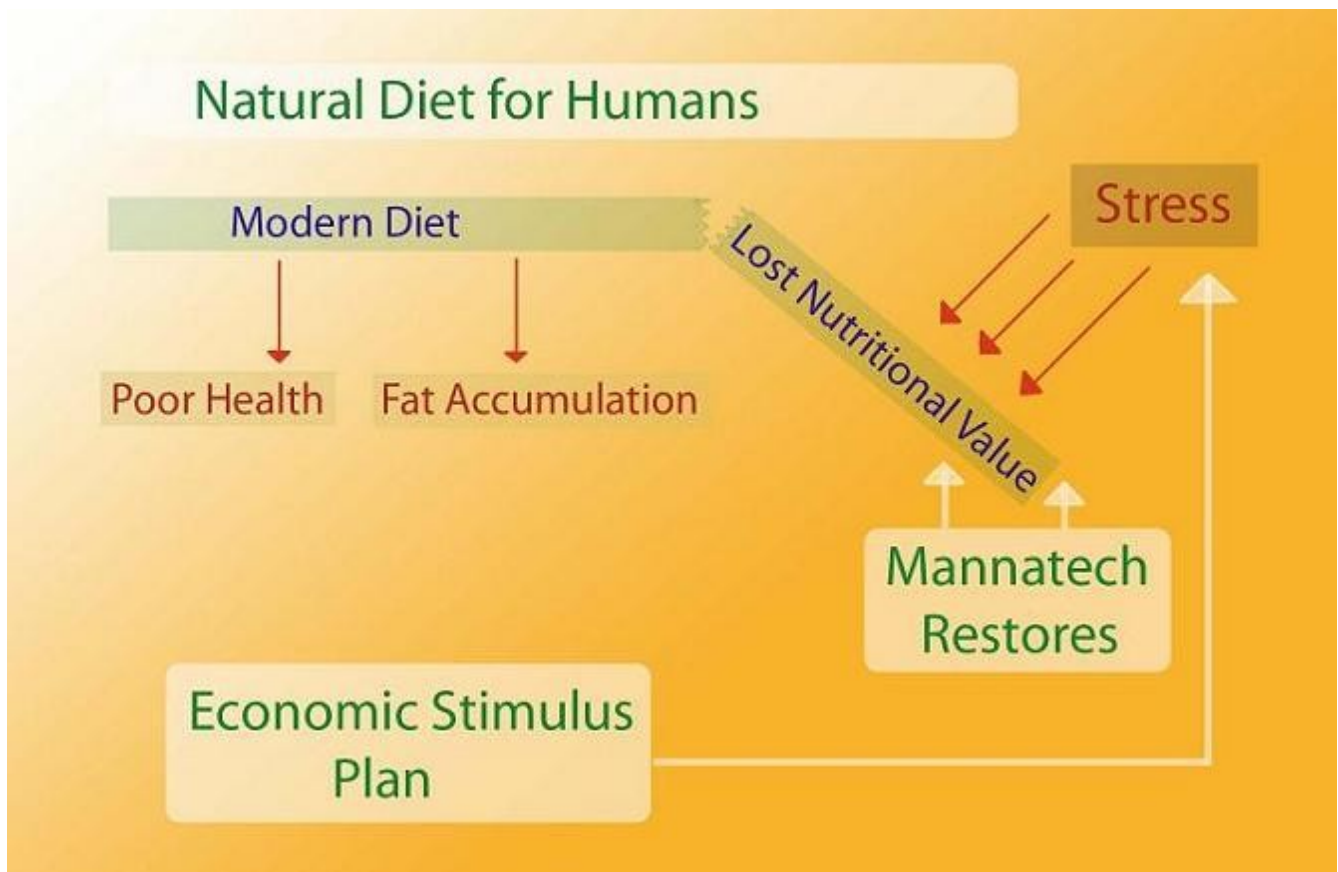 Natural Diet for Humans
Modern Diet
Stress
Lost Nutritional Value
Poor Health
Fat Accumulation
Mannatech
Restores
Economic Stimulus
Plan